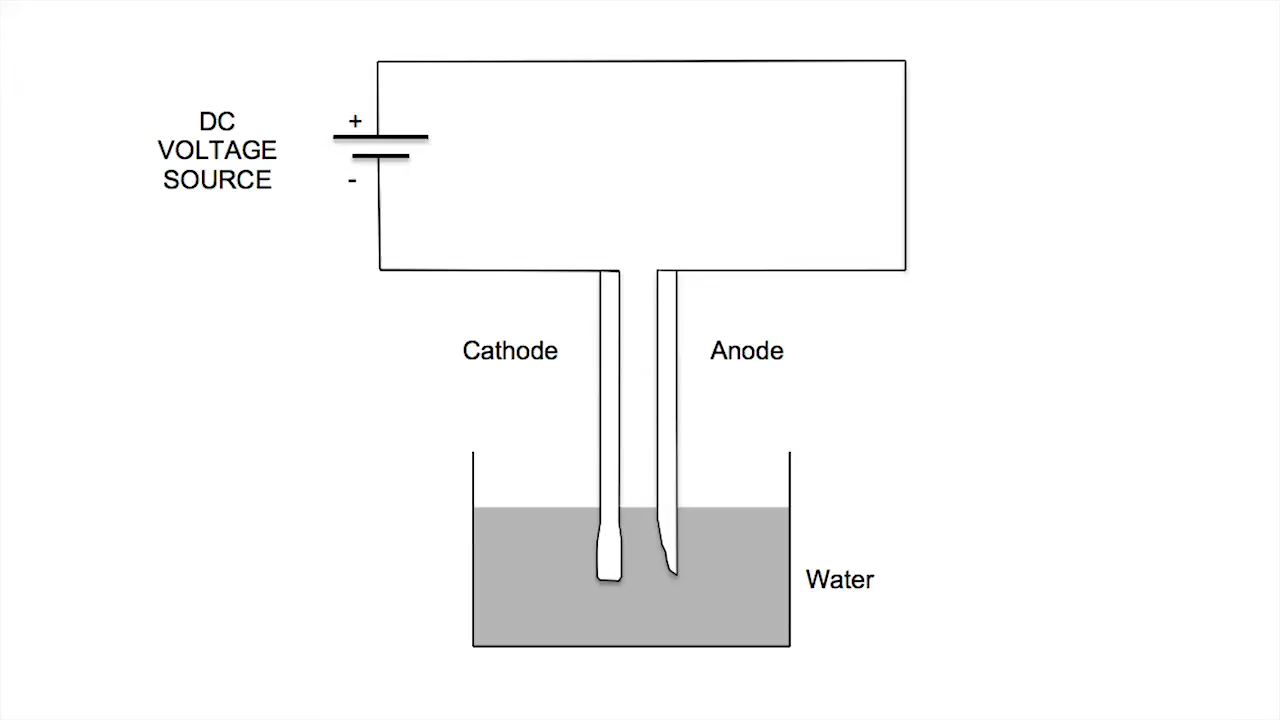 DC
VOLTAGE
SOURCE
+
-
Cathode
Anode
Water